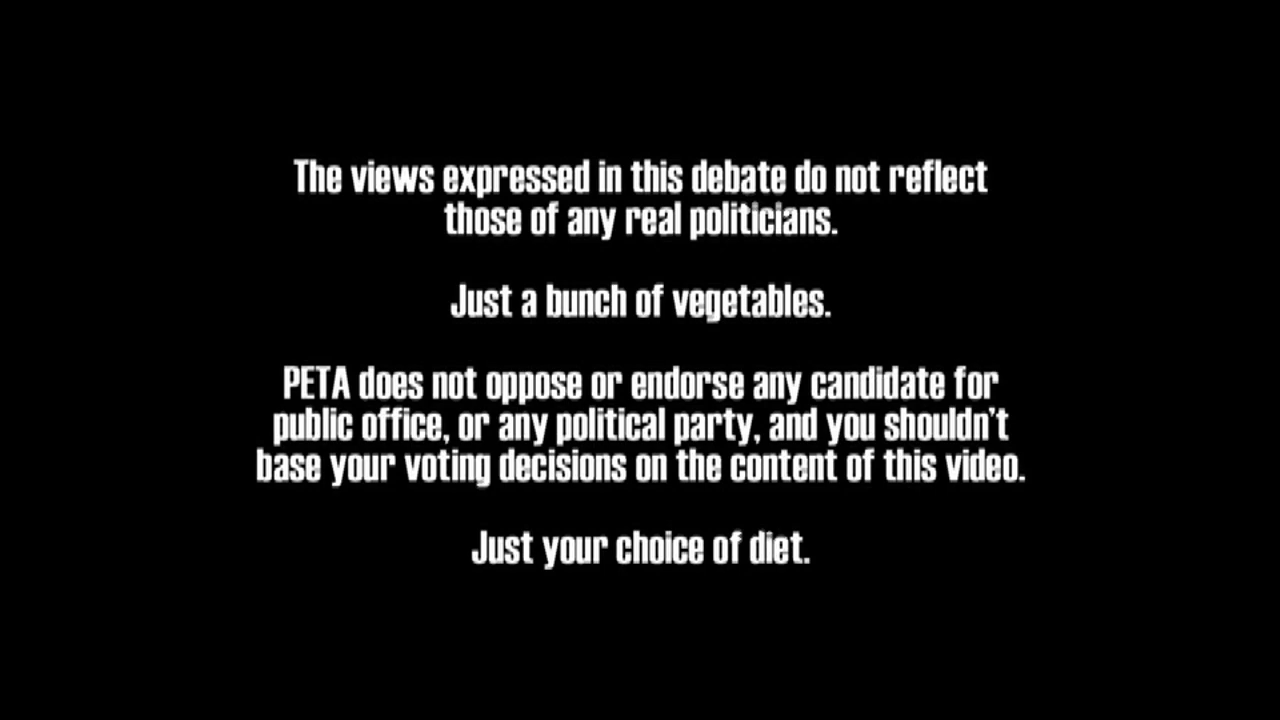 The views expressed in this debate do not reflect
those of any real politicians.
Just a bunch of vegetables.
PETA does not oppose or endorse any candidate for
public office, or any political party, and you shouldn't
base your voting decisions on the content of this video.
Just your choice of diet.